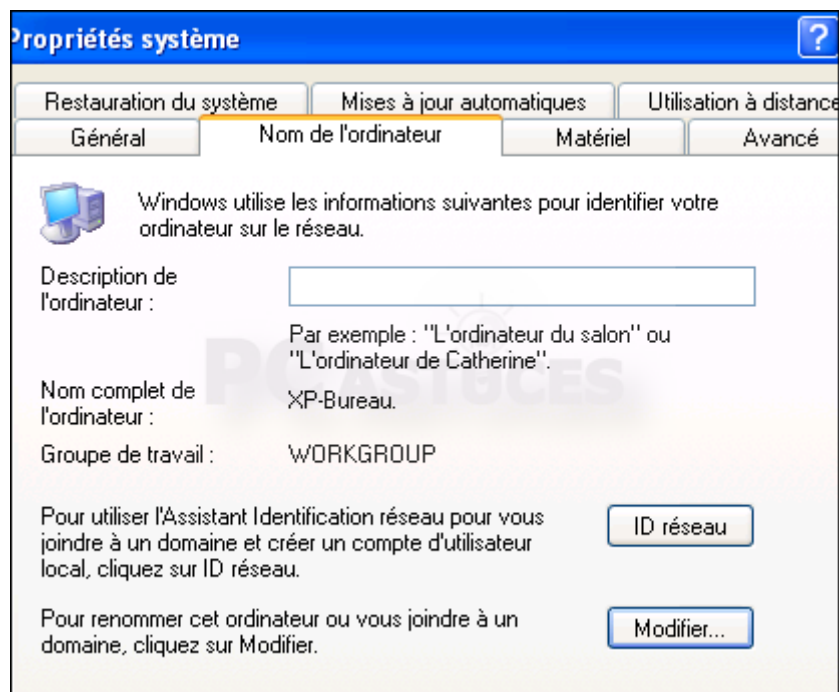 Propriétés système
?
Restauration du système Mises à jour automatiques Utilisation à distance
Général Nom de l'ordinateur Matériel Avancé
Windows utilise les informations suivantes pour identifier votre
ordinateur sur le réseau.
Description de
l'ordinateur :
Par exemple : "L'ordinateur du salon" ou
"L'ordinateur de Catherine".
Nom complet de
l'ordinateur :
XP-Bureau.
Groupe de travail :
WORKGROUP
Pour utiliser l'Assistant Identification réseau pour vous
joindre à un domaine et créer un compte d'utilisateur
local, cliquez sur ID réseau.
ID réseau
Pour renommer cet ordinateur ou vous joindre à un
domaine, cliquez sur Modifier.
Modifier...
PC ASTUCES